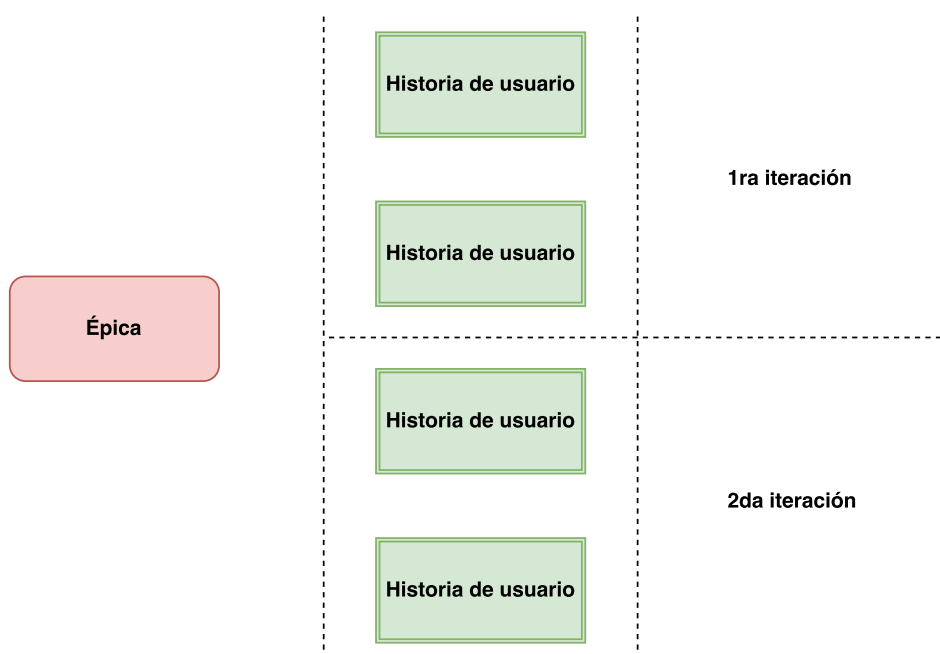 Historia de usuario
1ra iteración
Historia de usuario
Épica
Historia de usuario
2da iteración
Historia de usuario